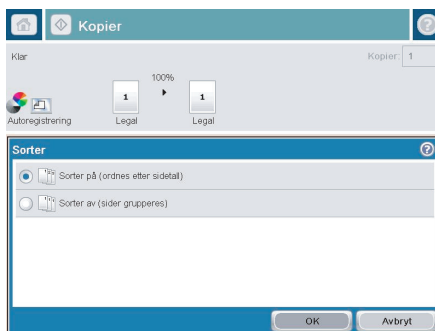 Kopier
Klar
Kopier: 1
100%
1
1
Autoregistrering
Legal
Legal
Sorter
Sorter på (ordnes etter sidetall)
Sorter av (sider grupperes)
OK
Avbryt